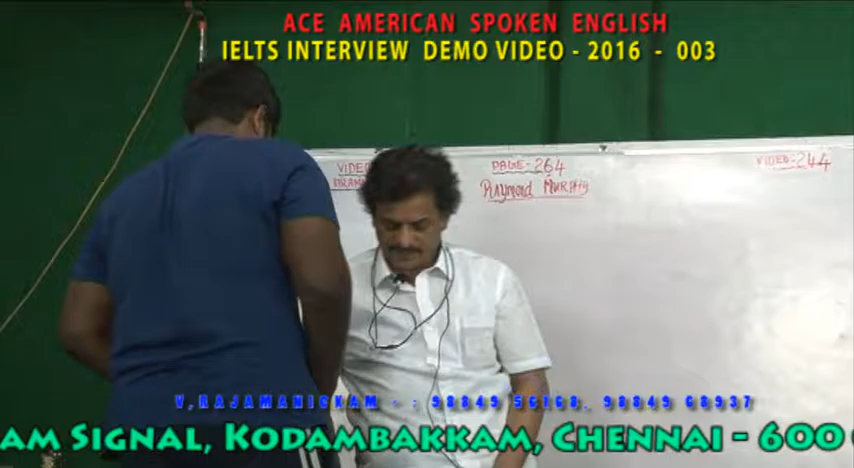 ACE AMERICAN SPOKEN ENGLISH
IELTS INTERVIEW DEMO VIDEO - 2016 - 003
VIDEO
PAGE- 264
VIDEO- 244
RAYMOND MURPHY
V,RAJAMANICKAM - : 98849 56168, 98849 68937
AM SIGNAL, KODAMBAKKAM, CHENNAI - 600